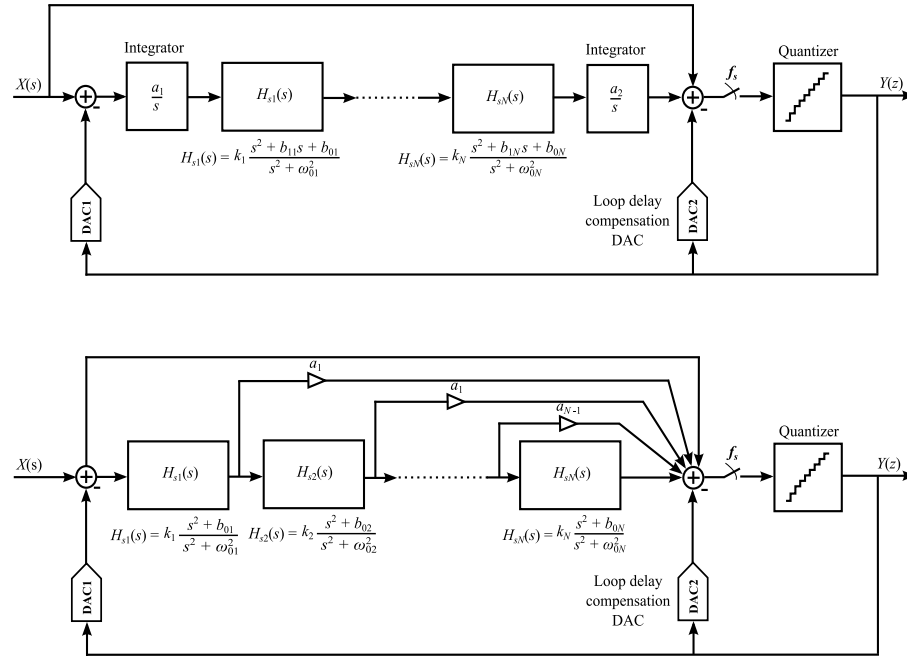 Integrator
Integrator
Quantizer
X(s)
a₁/s
Hₛ₁(s)
HₛN(s)
a₂/s
fₛ
Y(z)
+
-
+
-
Hₛ₁(s) = k₁ (s² + b₁₁s + b₀₁)/(s² + ω₀₁²)
HₛN(s) = kN (s² + b₁N s + b₀N)/(s² + ω₀N²)
DAC1
Loop delay
compensation
DAC
DAC2
a₁
a₁
aN-1
Quantizer
X(s)
Hₛ₁(s)
Hₛ₂(s)
HₛN(s)
fₛ
Y(z)
+
-
+
-
Hₛ₁(s) = k₁ (s² + b₀₁)/(s² + ω₀₁²)
Hₛ₂(s) = k₂ (s² + b₀₂)/(s² + ω₀₂²)
HₛN(s) = kN (s² + b₀N)/(s² + ω₀N²)
DAC1
Loop delay
compensation
DAC
DAC2